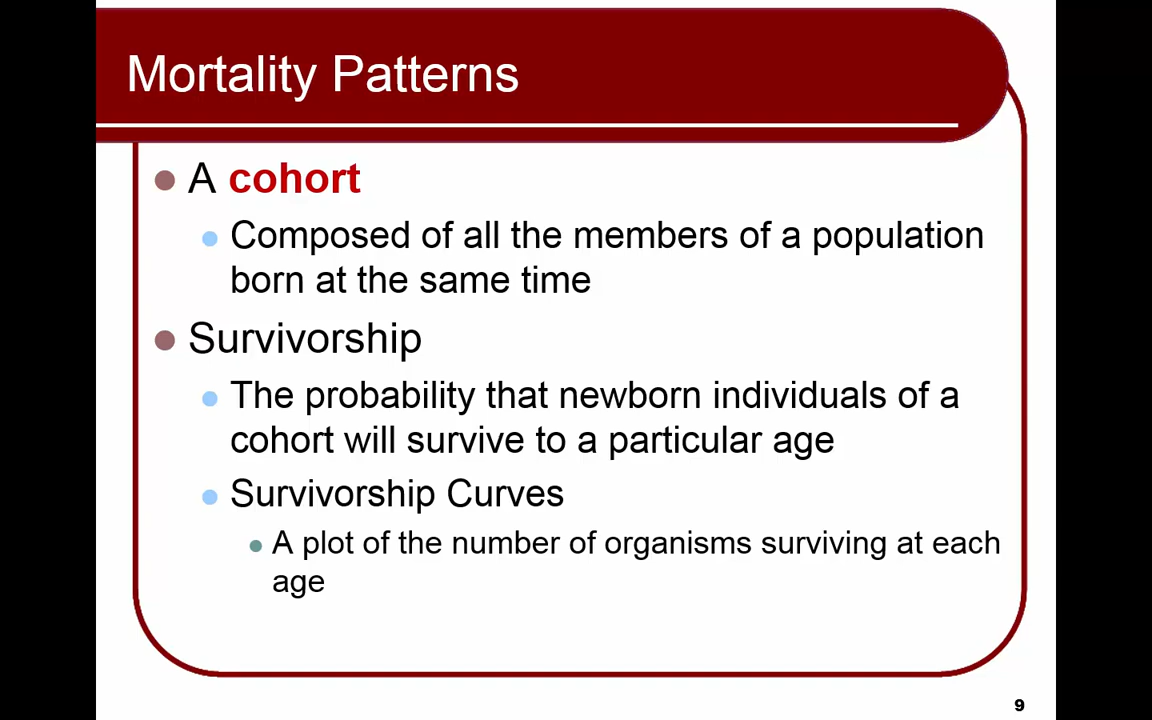 Mortality Patterns
A cohort
Composed of all the members of a population
born at the same time
Survivorship
The probability that newborn individuals of a
cohort will survive to a particular age
Survivorship Curves
A plot of the number of organisms surviving at each
age
9